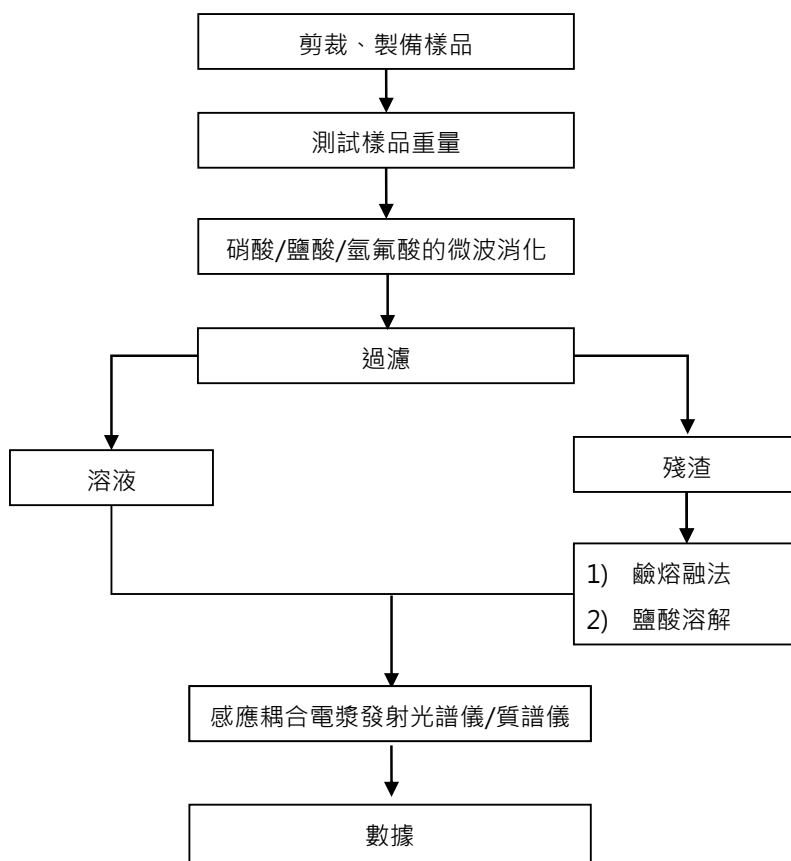 剪裁、製備樣品
測試樣品重量
硝酸/鹽酸/氫氟酸的微波消化
過濾
溶液
殘渣
1) 鹼熔融法
2) 鹽酸溶解
感應耦合電漿發射光譜儀/質譜儀
數據